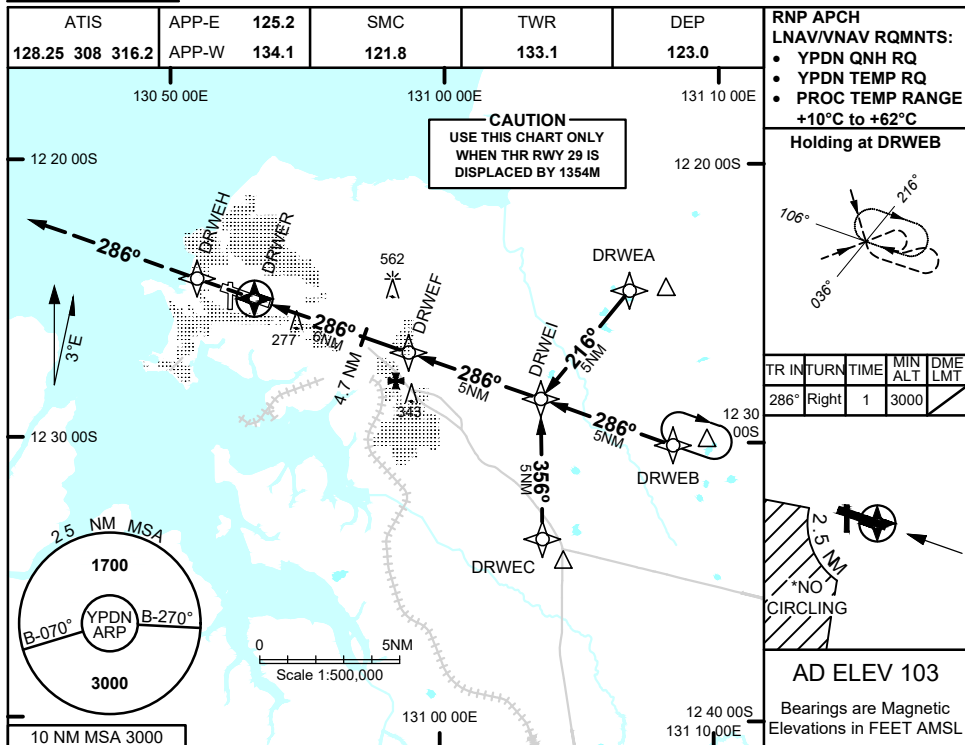 ATIS
128.25 308 316.2
APP-E 125.2
APP-W 134.1
SMC
121.8
TWR
133.1
DEP
123.0
RNP APCH
LNAV/VNAV RQMNTS:
• YPDN QNH RQ
• YPDN TEMP RQ
• PROC TEMP RANGE
+10°C to +62°C
130 50 00E
131 00 00E
131 10 00E
CAUTION
USE THIS CHART ONLY
WHEN THR RWY 29 IS
DISPLACED BY 1354M
12 20 00S
12 20 00S
Holding at DRWEB
216°
106°
036°
DRWEH
DRWER
286°
562
DRWEF
DRWEA
3°E
277
286°
6NM
4.7 NM
343
286°
5NM
DRWEI
216°
5NM
286°
5NM
DRWEB
356°
5NM
DRWEC
12 30 00S
12 30
00S
TR IN TURN TIME MIN ALT DME LMT
286° Right 1 3000
25 NM MSA
1700
YPDN
ARP
B-070°
B-270°
3000
10 NM MSA 3000
0 5NM
Scale 1:500,000
2.5 NM
*NO
CIRCLING
AD ELEV 103
Bearings are Magnetic
Elevations in FEET AMSL
131 00 00E
12 40 00S
131 10 00E